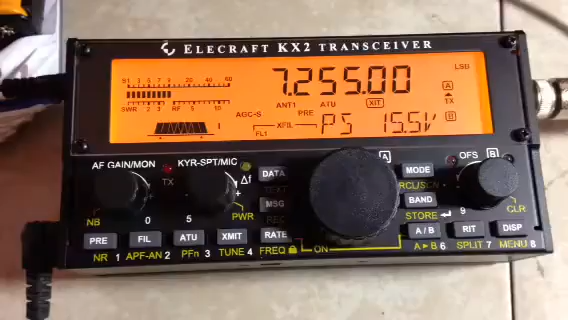 ELECRAFT KX2 TRANSCEIVER
S1 3 5 7 9 20 40 60
7.255.00
LSB
SWR 2 3 RF 5 10
ANT1 ATU XIT
A
TX
B
AGC-S
PRE
XFIL
FL1
I
PS 15.5V
AF GAIN/MON
TX
KYR-SPT/MIC
Δf
+
PWR
NB 0 5
DATA
TEXT
MSG
REC
RATE
FREQ
ON
A
MODE
RCL/SCN
BAND
STORE
OFS B
9 CLR
PRE FIL ATU XMIT
NR 1 APF-AN 2 PFn 3 TUNE 4
A / B RIT DISP
A►B 6 SPLIT 7 MENU 8